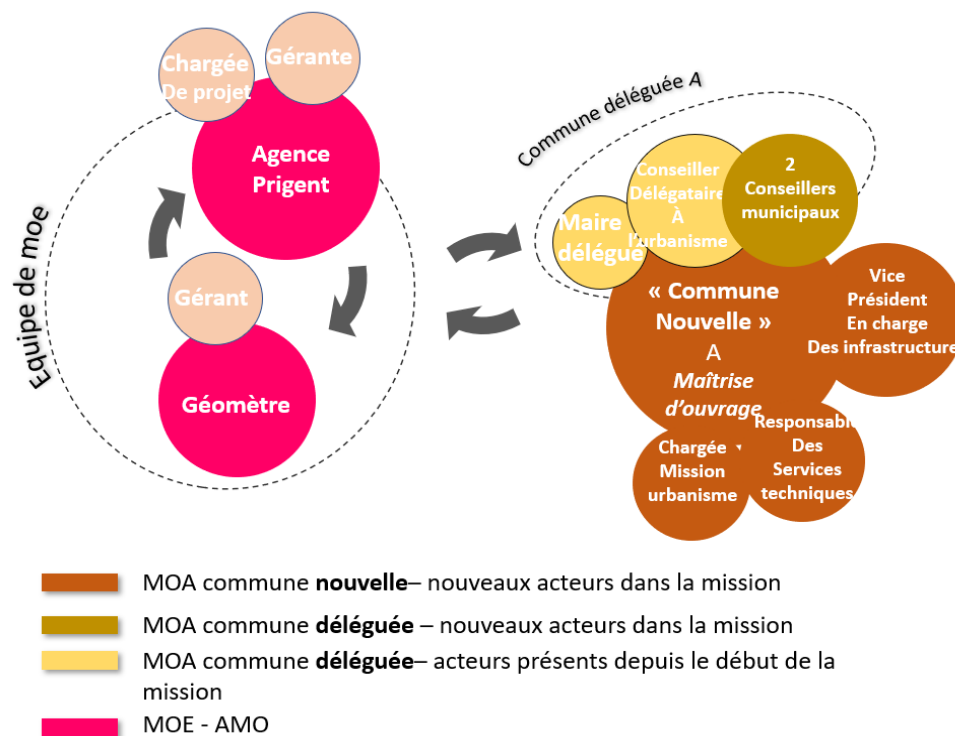 Equipe de moe
Chargée
De projet
Gérante
Agence
Prigent
Gérant
Géomètre
Commune déléguée A
Maire
délégué
Conseiller
Délégataire
À
l'urbanisme
2
Conseillers
municipaux
« Commune
Nouvelle »
A
Maîtrise
d'ouvrage
Vice
Président
En charge
Des infrastructure
Chargée
Mission
urbanisme
Responsable
Des
Services
techniques
MOA commune nouvelle– nouveaux acteurs dans la mission
MOA commune déléguée – nouveaux acteurs dans la mission
MOA commune déléguée– acteurs présents depuis le début de la
mission
MOE - AMO